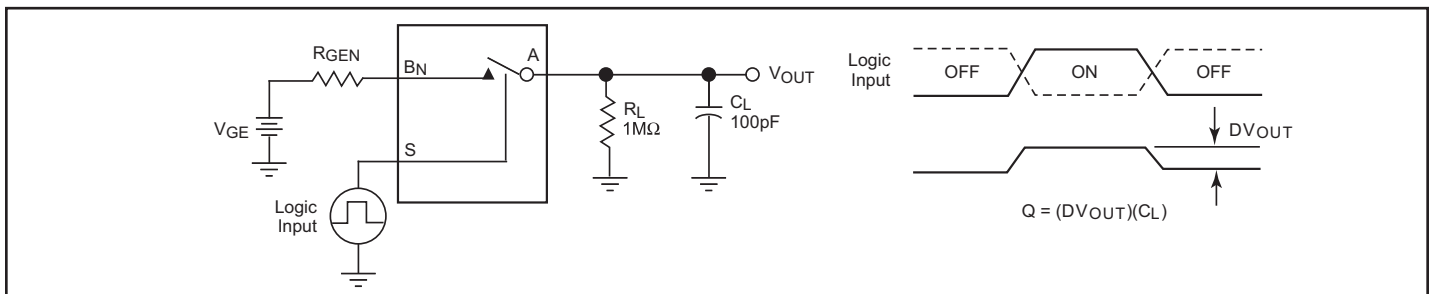 RGEN
BN
A
VOUT
VGE
RL
1MΩ
CL
100pF
S
Logic
Input
Logic
Input
OFF
ON
OFF
DVOUT
Q = (DVOUT)(CL)